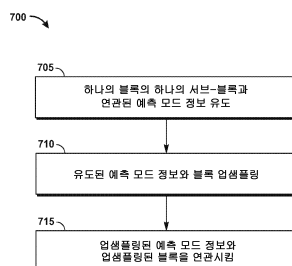 700
705
하나의 블록의 하나의 서브-블록과
연관된 예측 모드 정보 유도
710
유도된 예측 모드 정보와 블록 업샘플링
715
업샘플링된 예측 모드 정보와
업샘플링된 블록을 연관시킴